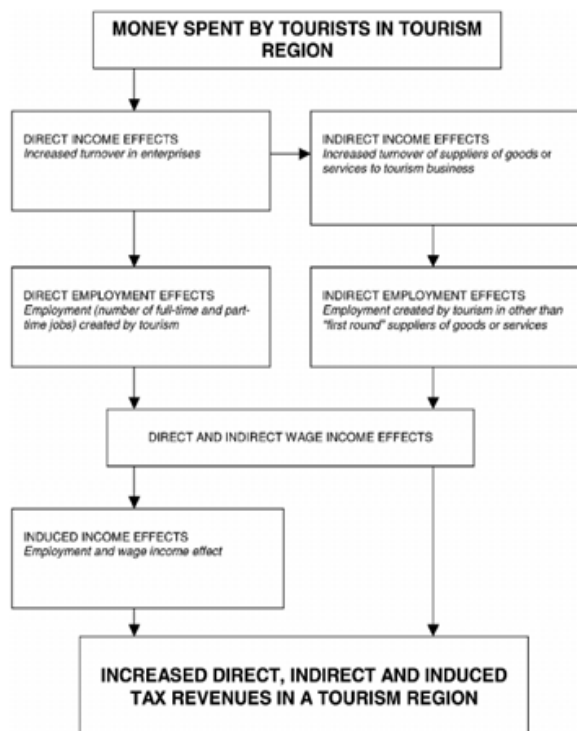 MONEY SPENT BY TOURISTS IN TOURISM
REGION
DIRECT INCOME EFFECTS
Increased turnover in enterprises
INDIRECT INCOME EFFECTS
Increased turnover of suppliers of goods or
services to tourism business
DIRECT EMPLOYMENT EFFECTS
Employment (number of full-time and part-
time jobs) created by tourism
INDIRECT EMPLOYMENT EFFECTS
Employment created by tourism in other than
"first round" suppliers of goods or services
DIRECT AND INDIRECT WAGE INCOME EFFECTS
INDUCED INCOME EFFECTS
Employment and wage income effect
INCREASED DIRECT, INDIRECT AND INDUCED
TAX REVENUES IN A TOURISM REGION